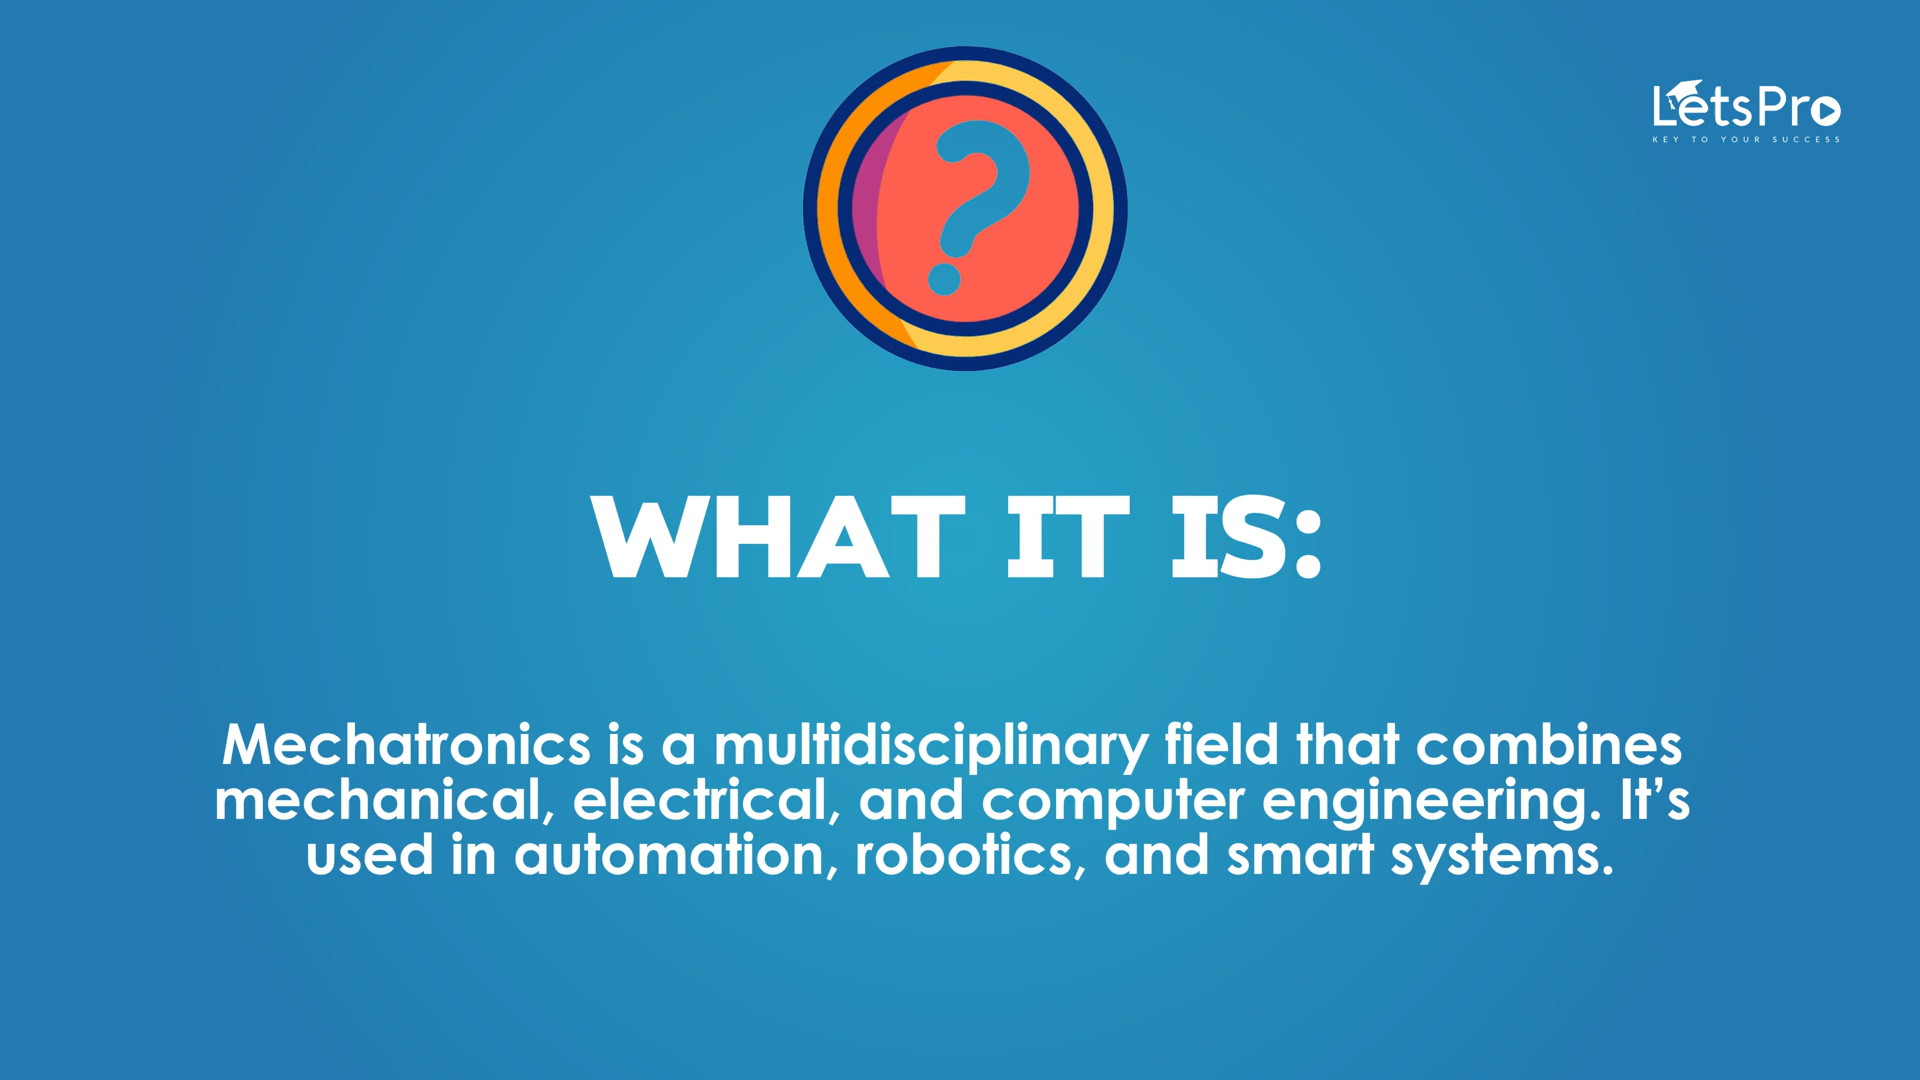 LetsPro
KEY TO YOUR SUCCESS
WHAT IT IS:
Mechatronics is a multidisciplinary field that combines
mechanical, electrical, and computer engineering. It’s
used in automation, robotics, and smart systems.